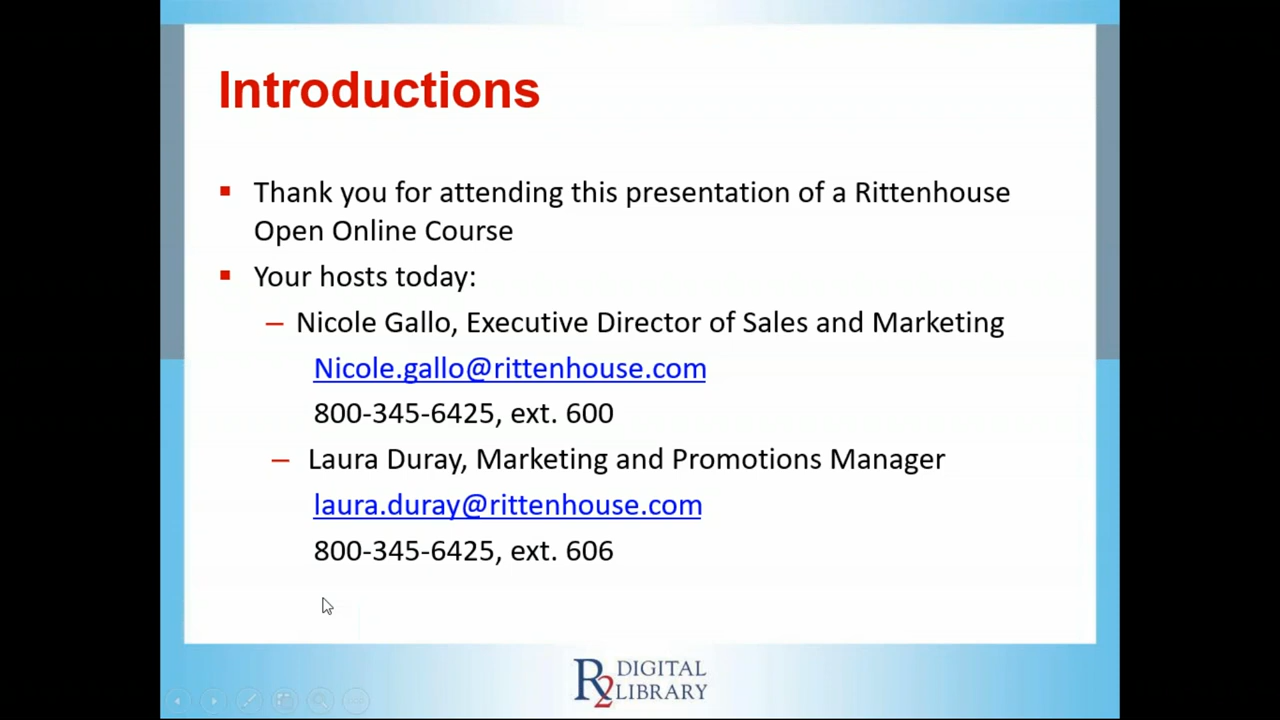 Introductions
Thank you for attending this presentation of a Rittenhouse
Open Online Course
Your hosts today:
– Nicole Gallo, Executive Director of Sales and Marketing
Nicole.gallo@rittenhouse.com
800-345-6425, ext. 600
– Laura Duray, Marketing and Promotions Manager
laura.duray@rittenhouse.com
800-345-6425, ext. 606
R2 DIGITAL
LIBRARY